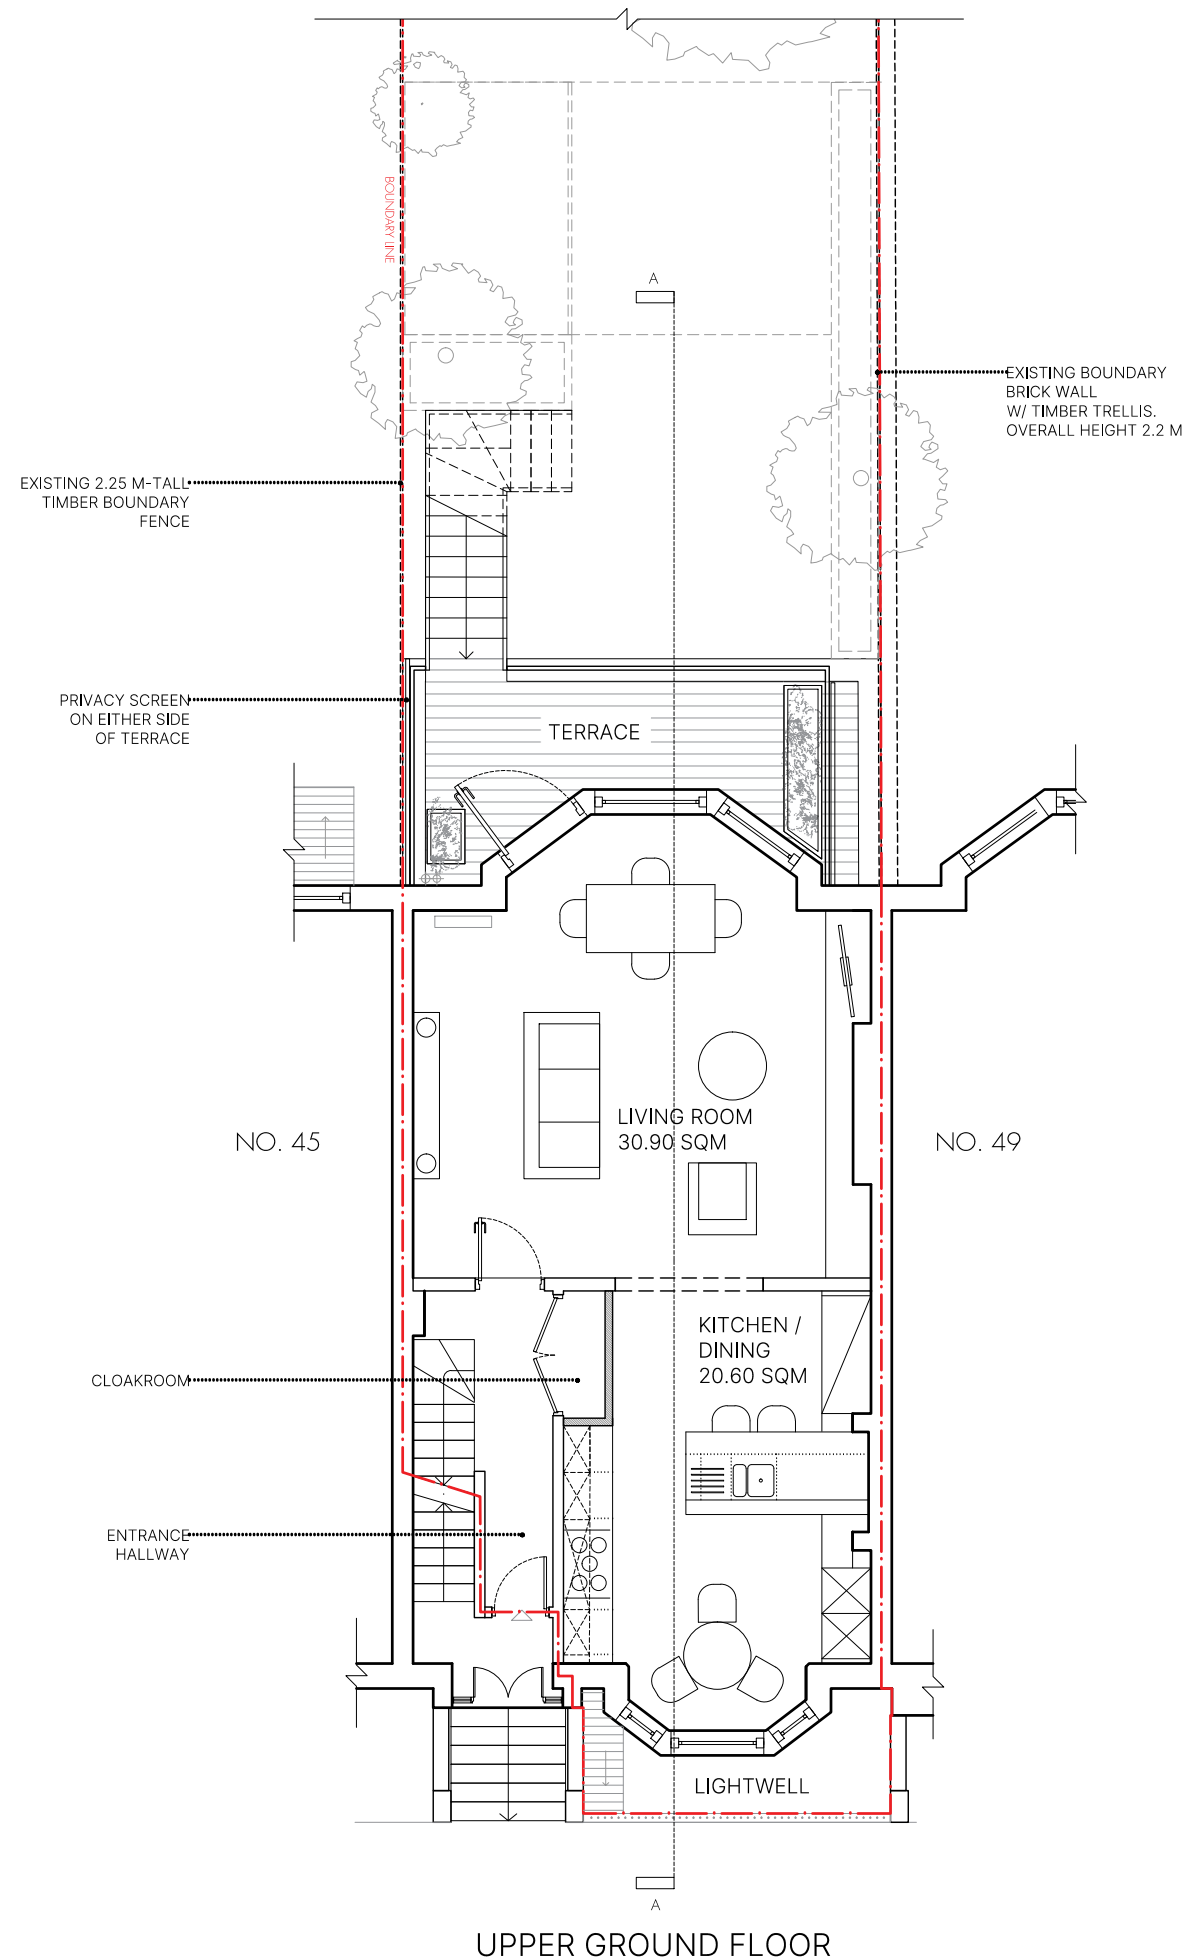 BOUNDARY LINE
A
EXISTING BOUNDARY
BRICK WALL
W/ TIMBER TRELLIS.
OVERALL HEIGHT 2.2 M
EXISTING 2.25 M-TALL
TIMBER BOUNDARY
FENCE
PRIVACY SCREEN
ON EITHER SIDE
OF TERRACE
TERRACE
LIVING ROOM
30.90 SQM
NO. 45
NO. 49
KITCHEN /
DINING
20.60 SQM
CLOAKROOM
ENTRANCE
HALLWAY
LIGHTWELL
A
UPPER GROUND FLOOR